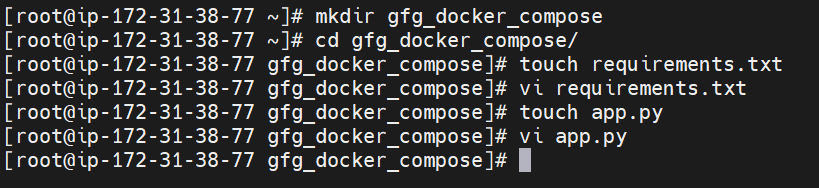 [root@ip-172-31-38-77 ~]# mkdir gfg_docker_compose
[root@ip-172-31-38-77 ~]# cd gfg_docker_compose/
[root@ip-172-31-38-77 gfg_docker_compose]# touch requirements.txt
[root@ip-172-31-38-77 gfg_docker_compose]# vi requirements.txt
[root@ip-172-31-38-77 gfg_docker_compose]# touch app.py
[root@ip-172-31-38-77 gfg_docker_compose]# vi app.py
[root@ip-172-31-38-77 gfg_docker_compose]#